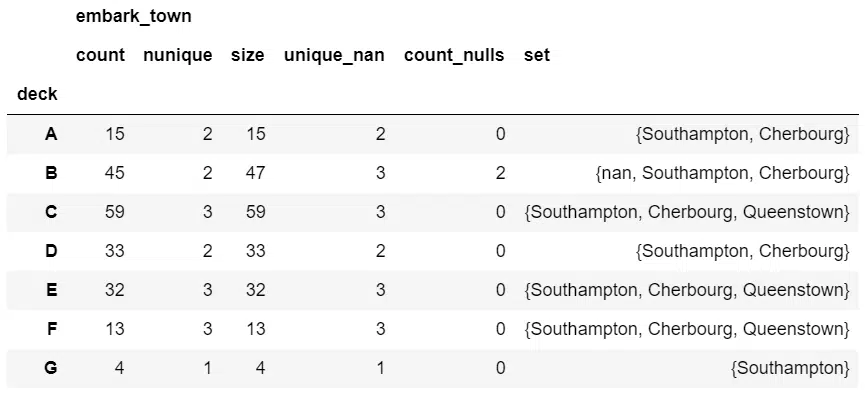 embark_town
count nunique size unique_nan count_nulls set
deck
A 15 2 15 2 0 {Southampton, Cherbourg}
B 45 2 47 3 2 {nan, Southampton, Cherbourg}
C 59 3 59 3 0 {Southampton, Cherbourg, Queenstown}
D 33 2 33 2 0 {Southampton, Cherbourg}
E 32 3 32 3 0 {Southampton, Cherbourg, Queenstown}
F 13 3 13 3 0 {Southampton, Cherbourg, Queenstown}
G 4 1 4 1 0 {Southampton}